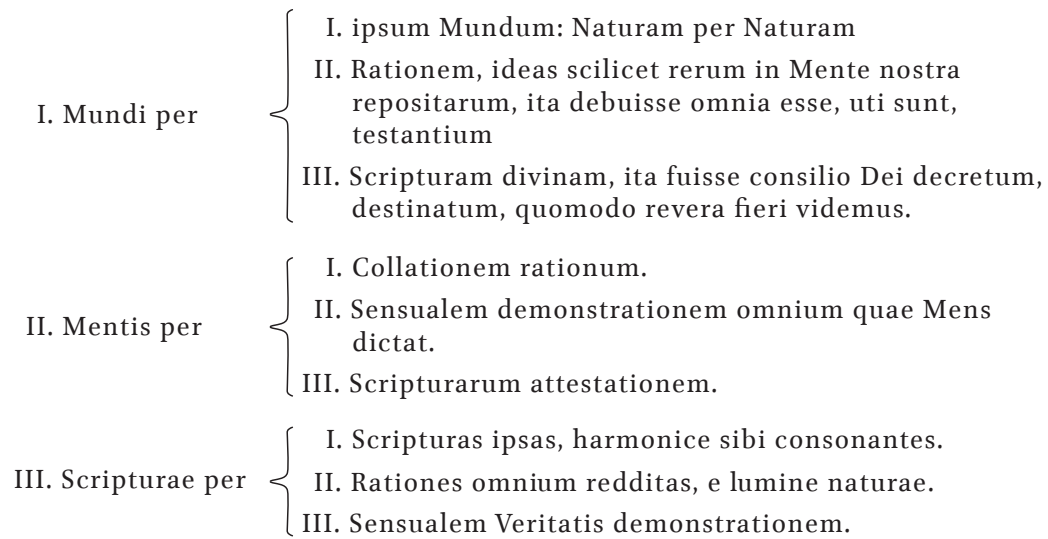 I. Mundi per
I. ipsum Mundum: Naturam per Naturam
II. Rationem, ideas scilicet rerum in Mente nostra
repositarum, ita debuisse omnia esse, uti sunt,
testantium
III. Scripturam divinam, ita fuisse consilio Dei decretum,
destinatum, quomodo revera fieri videmus.
II. Mentis per
I. Collationem rationum.
II. Sensualem demonstrationem omnium quae Mens
dictat.
III. Scripturarum attestationem.
III. Scripturae per
I. Scripturas ipsas, harmonice sibi consonantes.
II. Rationes omnium redditas, e lumine naturae.
III. Sensualem Veritatis demonstrationem.